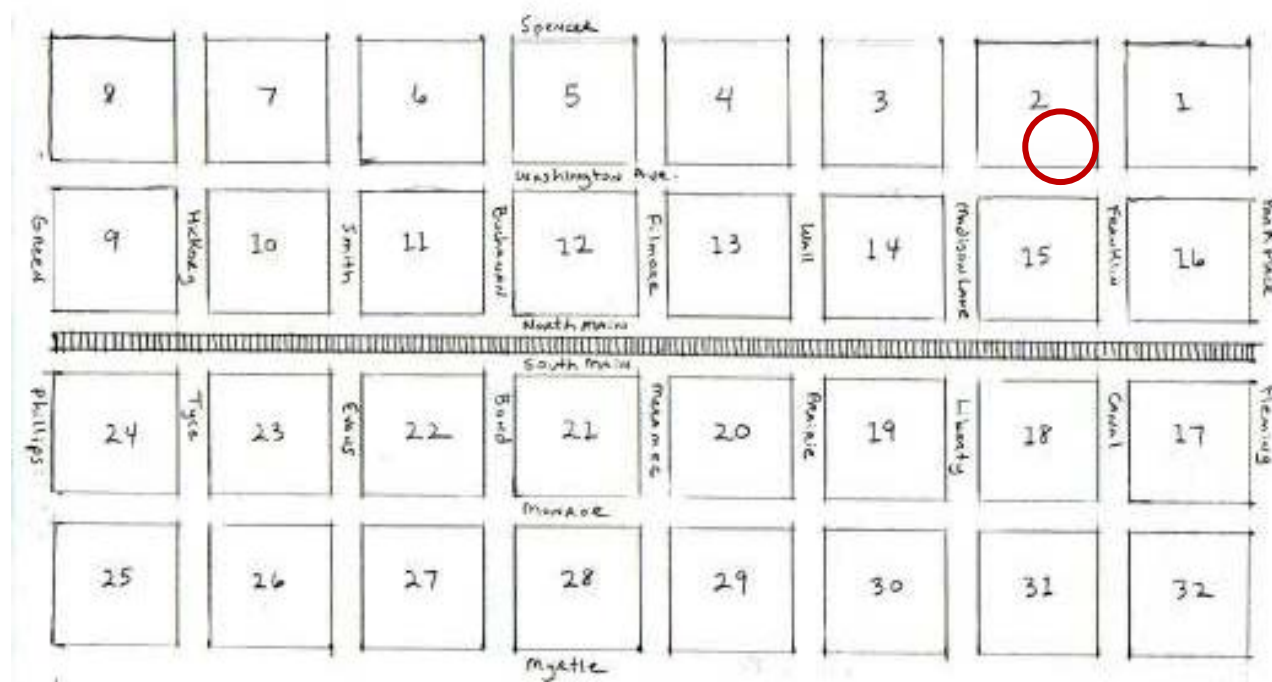 Spencer
8 7 6 5 4 3 2 1
Washington Ave.
Green
9
Hickory
10
Smith
11
Buchanan
12
Filmore
13
Wall
14
Madison Lane
15
Franklin
16
Park Place
North Main
South Main
Phillips
24
Tyce
23
Evans
22
Bond
21
Meramec
20
Prairie
19
Liberty
18
Canal
17
Fleming
Monroe
25 26 27 28 29 30 31 32
Myrtle